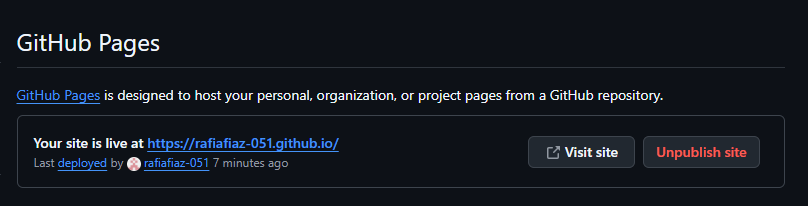 GitHub Pages
GitHub Pages is designed to host your personal, organization, or project pages from a GitHub repository.
Your site is live at https://rafiafiaz-051.github.io/
Last deployed by rafiafiaz-051 7 minutes ago
Visit site
Unpublish site